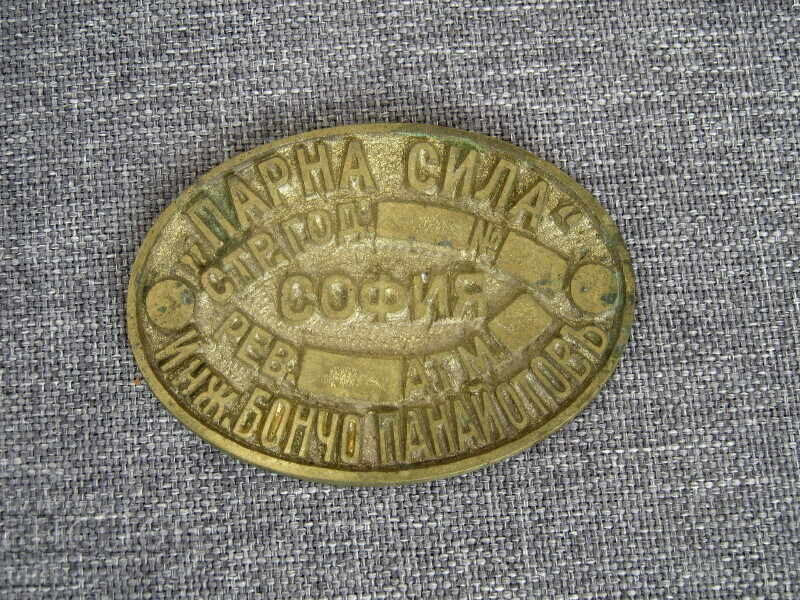 „ПАРНА СИЛА“
СТР. ГОД. №
СОФИЯ
РЕВ. АТМ.
ИНЖ. БОНЧО ПАНАЙОТОВЪ